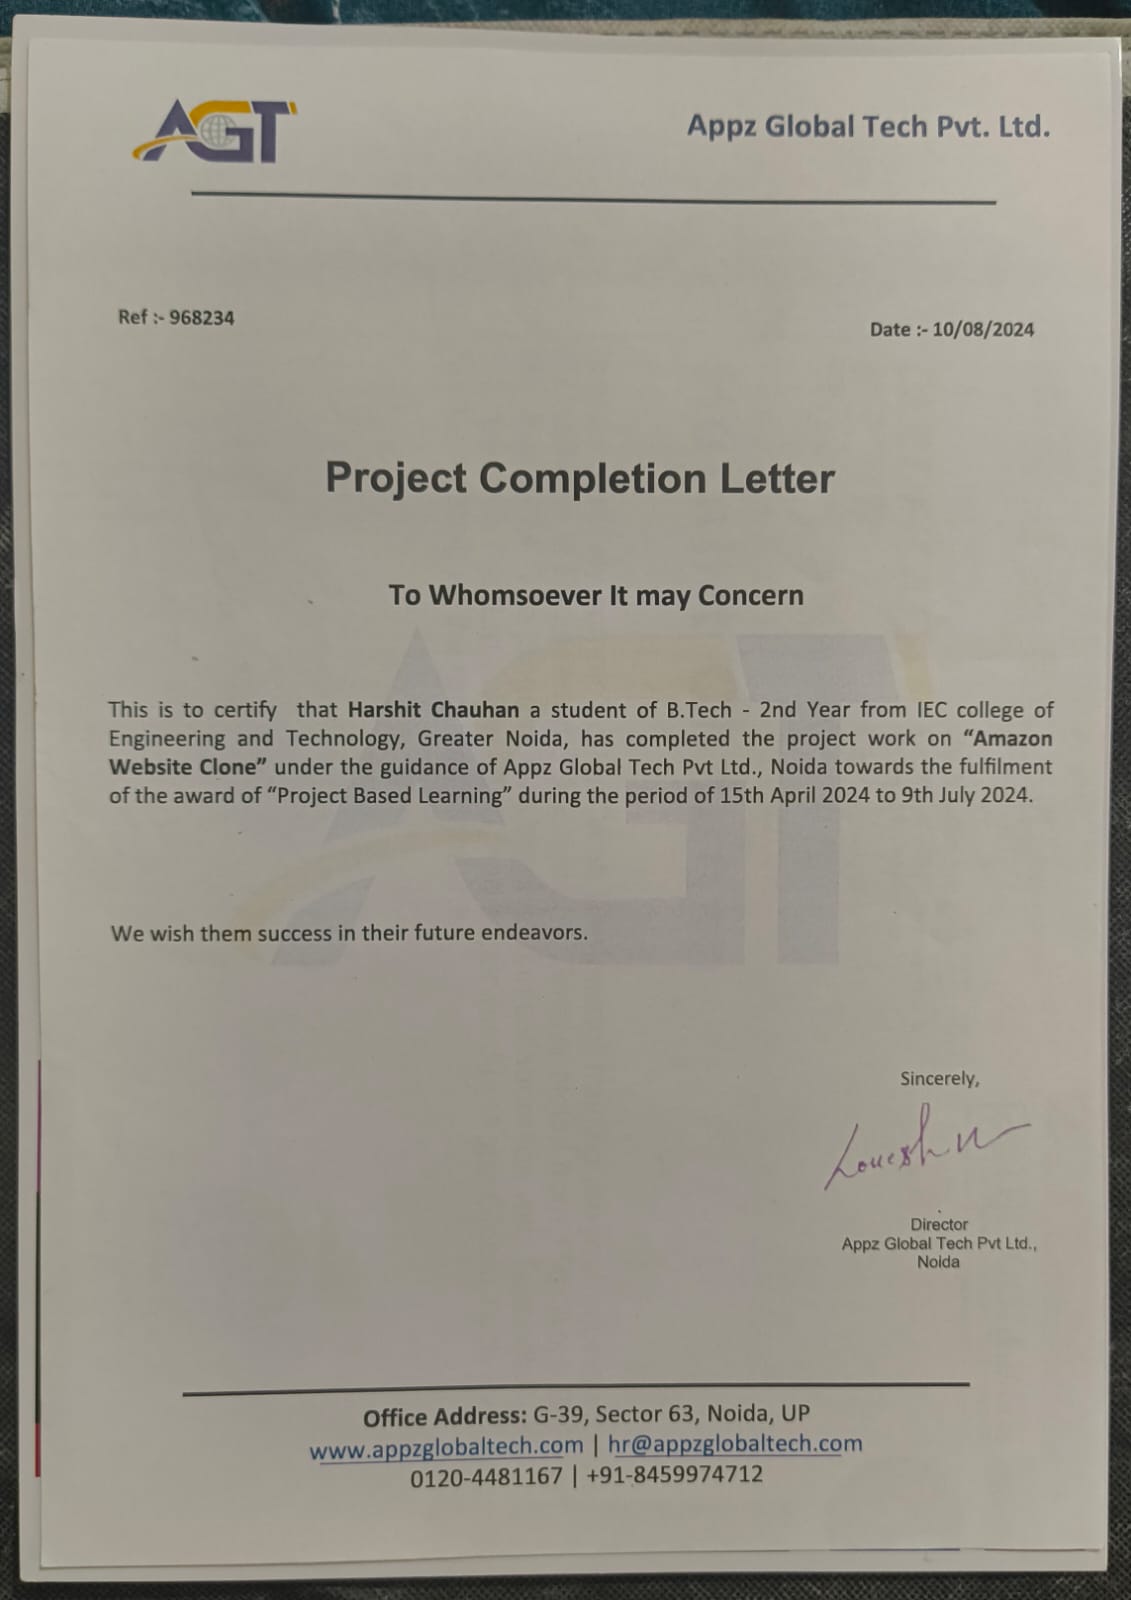 AGT
Appz Global Tech Pvt. Ltd.
Ref :- 968234
Date :- 10/08/2024
Project Completion Letter
To Whomsoever It may Concern
This is to certify that Harshit Chauhan a student of B.Tech - 2nd Year from IEC college of
Engineering and Technology, Greater Noida, has completed the project work on “Amazon
Website Clone” under the guidance of Appz Global Tech Pvt Ltd., Noida towards the fulfilment
of the award of “Project Based Learning” during the period of 15th April 2024 to 9th July 2024.
We wish them success in their future endeavors.
Sincerely,
Director
Appz Global Tech Pvt Ltd.,
Noida
Office Address: G-39, Sector 63, Noida, UP
www.appzglobaltech.com | hr@appzglobaltech.com
0120-4481167 | +91-8459974712